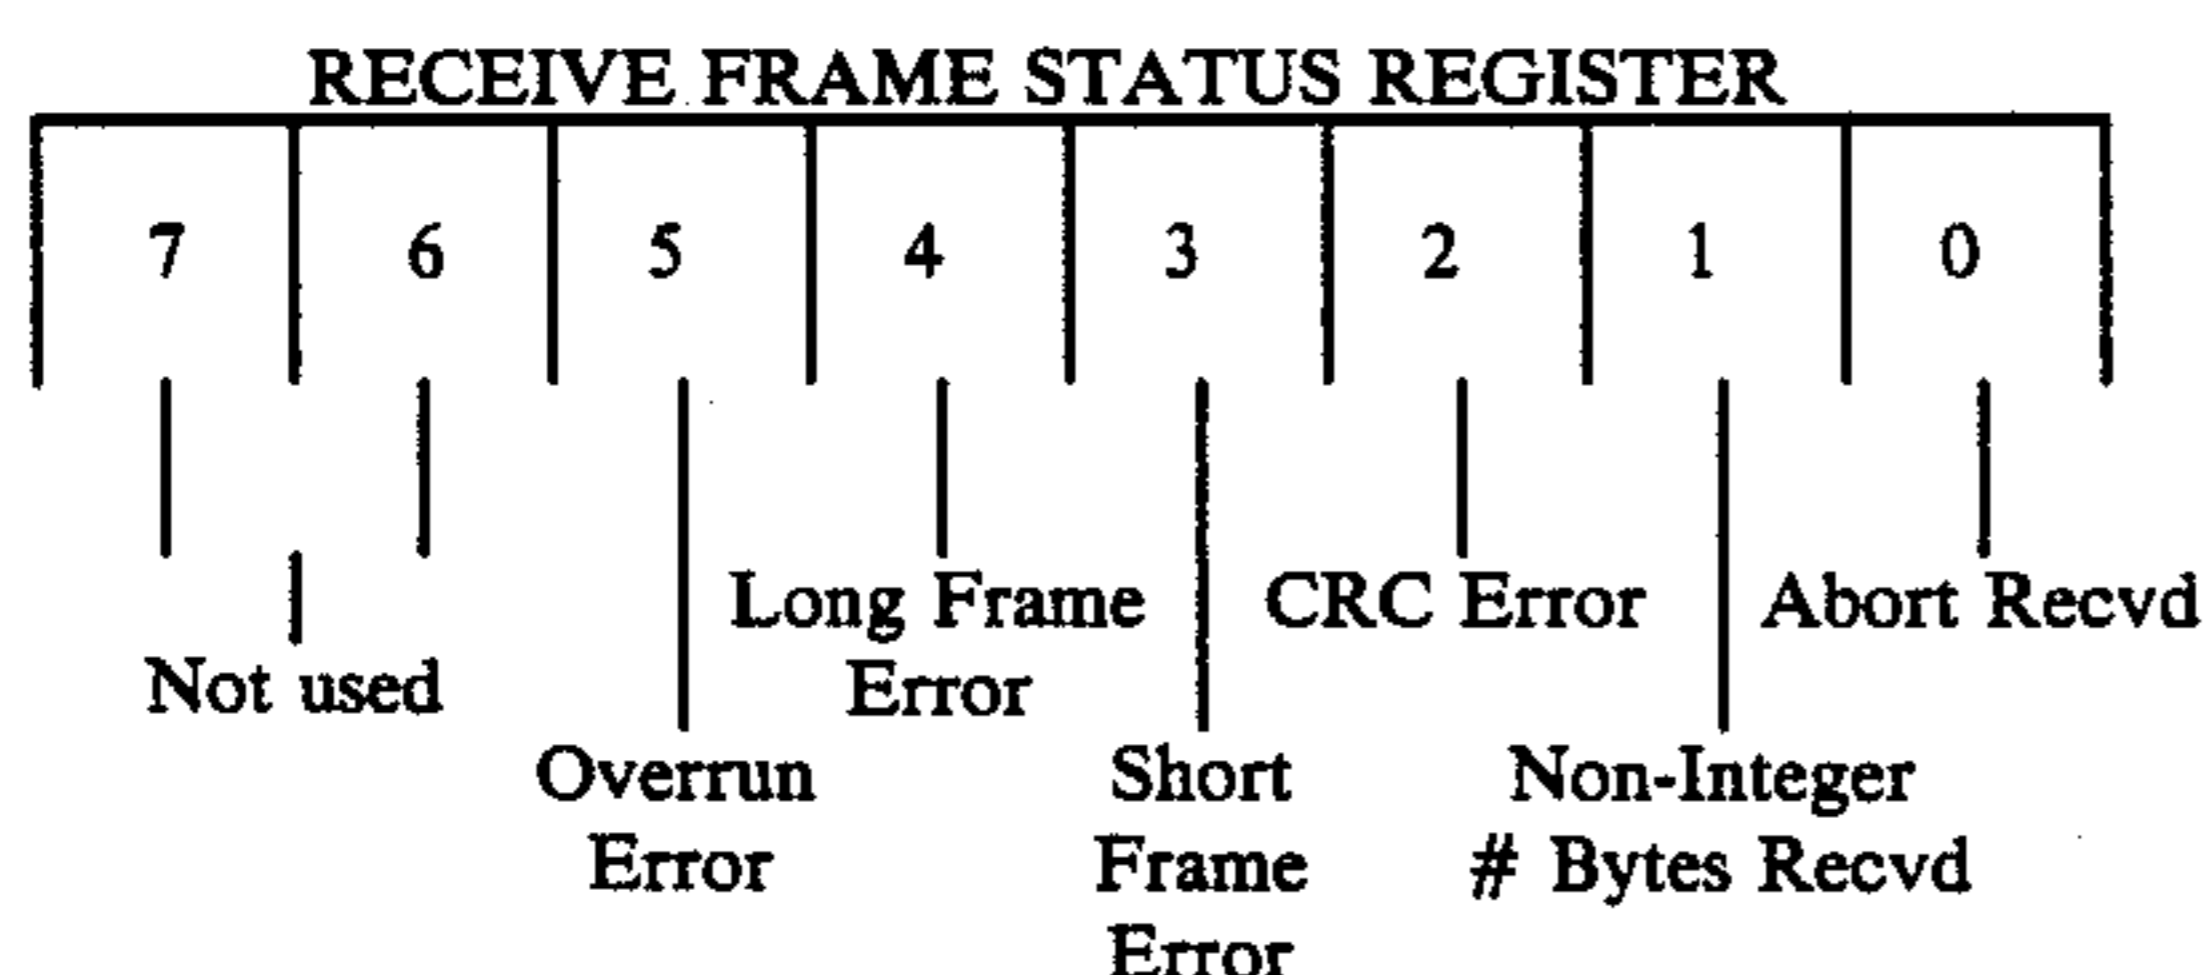 RECEIVE FRAME STATUS REGISTER
7 6 5 4 3 2 1 0
Long Frame
Error
CRC Error
Abort Recvd
Not used
Overrun
Error
Short
Frame
Error
Non-Integer
# Bytes Recvd